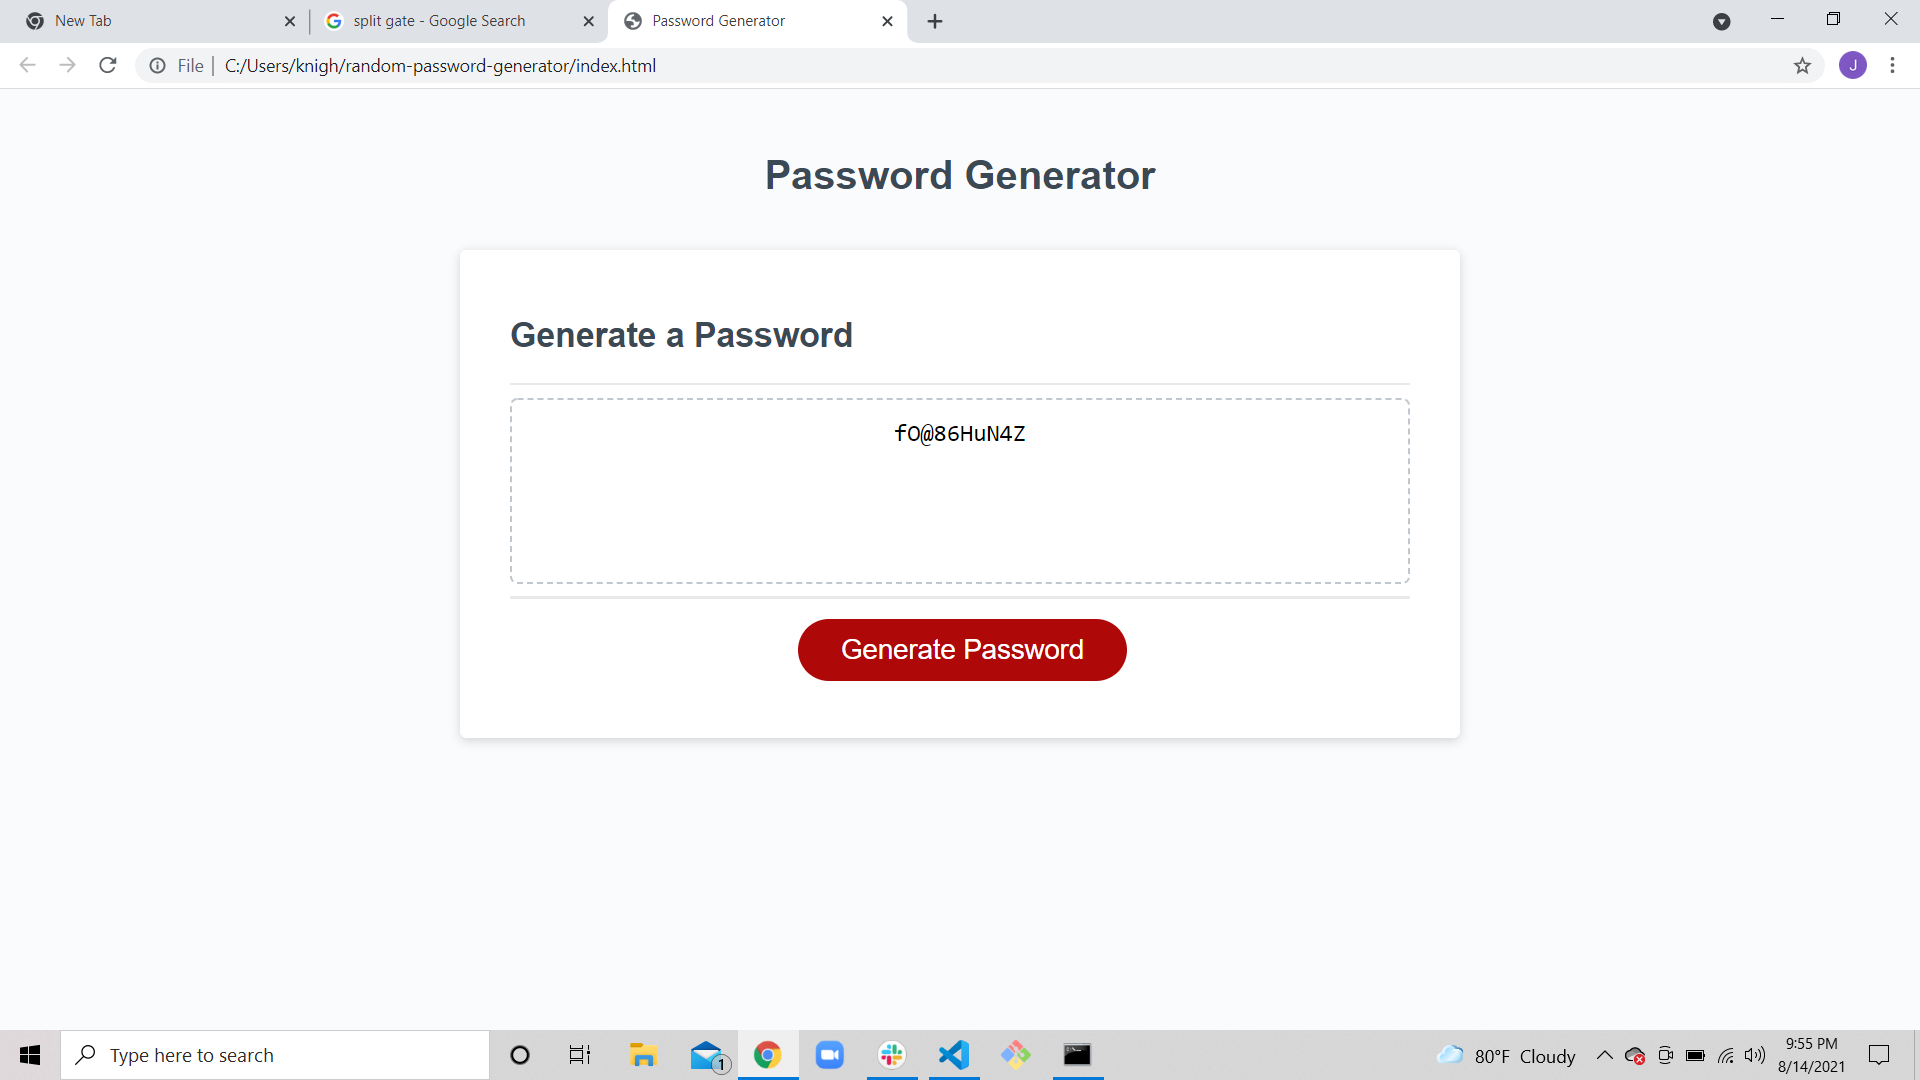 New Tab
split gate - Google Search
Password Generator
File
C:/Users/knigh/random-password-generator/index.html
J
Password Generator
Generate a Password
fO@86HuN4Z
Generate Password
Type here to search
1
80°F Cloudy
9:55 PM
8/14/2021